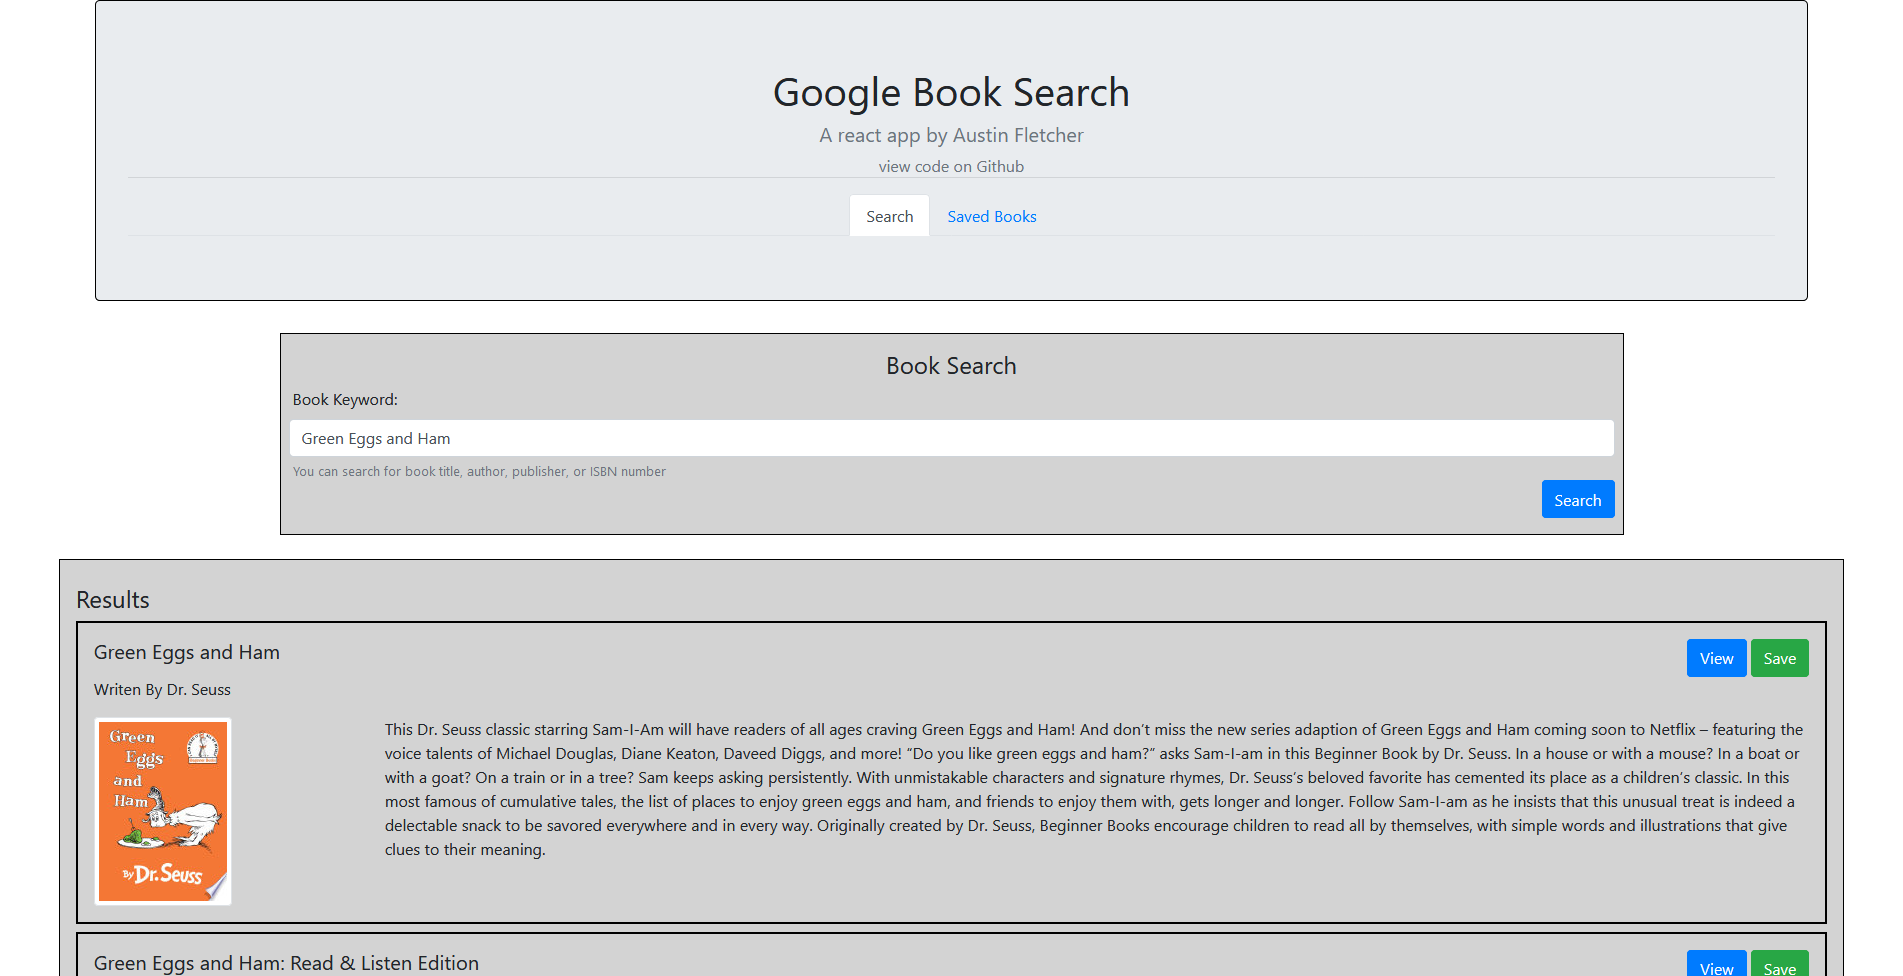 Google Book Search
A react app by Austin Fletcher
view code on Github
Search Saved Books
Book Search
Book Keyword:
Green Eggs and Ham
You can search for book title, author, publisher, or ISBN number
Search
Results
Green Eggs and Ham
View Save
Writen By Dr. Seuss
Green
Eggs
and
Ham
By Dr. Seuss
This Dr. Seuss classic starring Sam-I-Am will have readers of all ages craving Green Eggs and Ham! And don’t miss the new series adaption of Green Eggs and Ham coming soon to Netflix – featuring the
voice talents of Michael Douglas, Diane Keaton, Daveed Diggs, and more! “Do you like green eggs and ham?” asks Sam-I-am in this Beginner Book by Dr. Seuss. In a house or with a mouse? In a boat or
with a goat? On a train or in a tree? Sam keeps asking persistently. With unmistakable characters and signature rhymes, Dr. Seuss’s beloved favorite has cemented its place as a children’s classic. In this
most famous of cumulative tales, the list of places to enjoy green eggs and ham, and friends to enjoy them with, gets longer and longer. Follow Sam-I-am as he insists that this unusual treat is indeed a
delectable snack to be savored everywhere and in every way. Originally created by Dr. Seuss, Beginner Books encourage children to read all by themselves, with simple words and illustrations that give
clues to their meaning.
Green Eggs and Ham: Read & Listen Edition
View Save